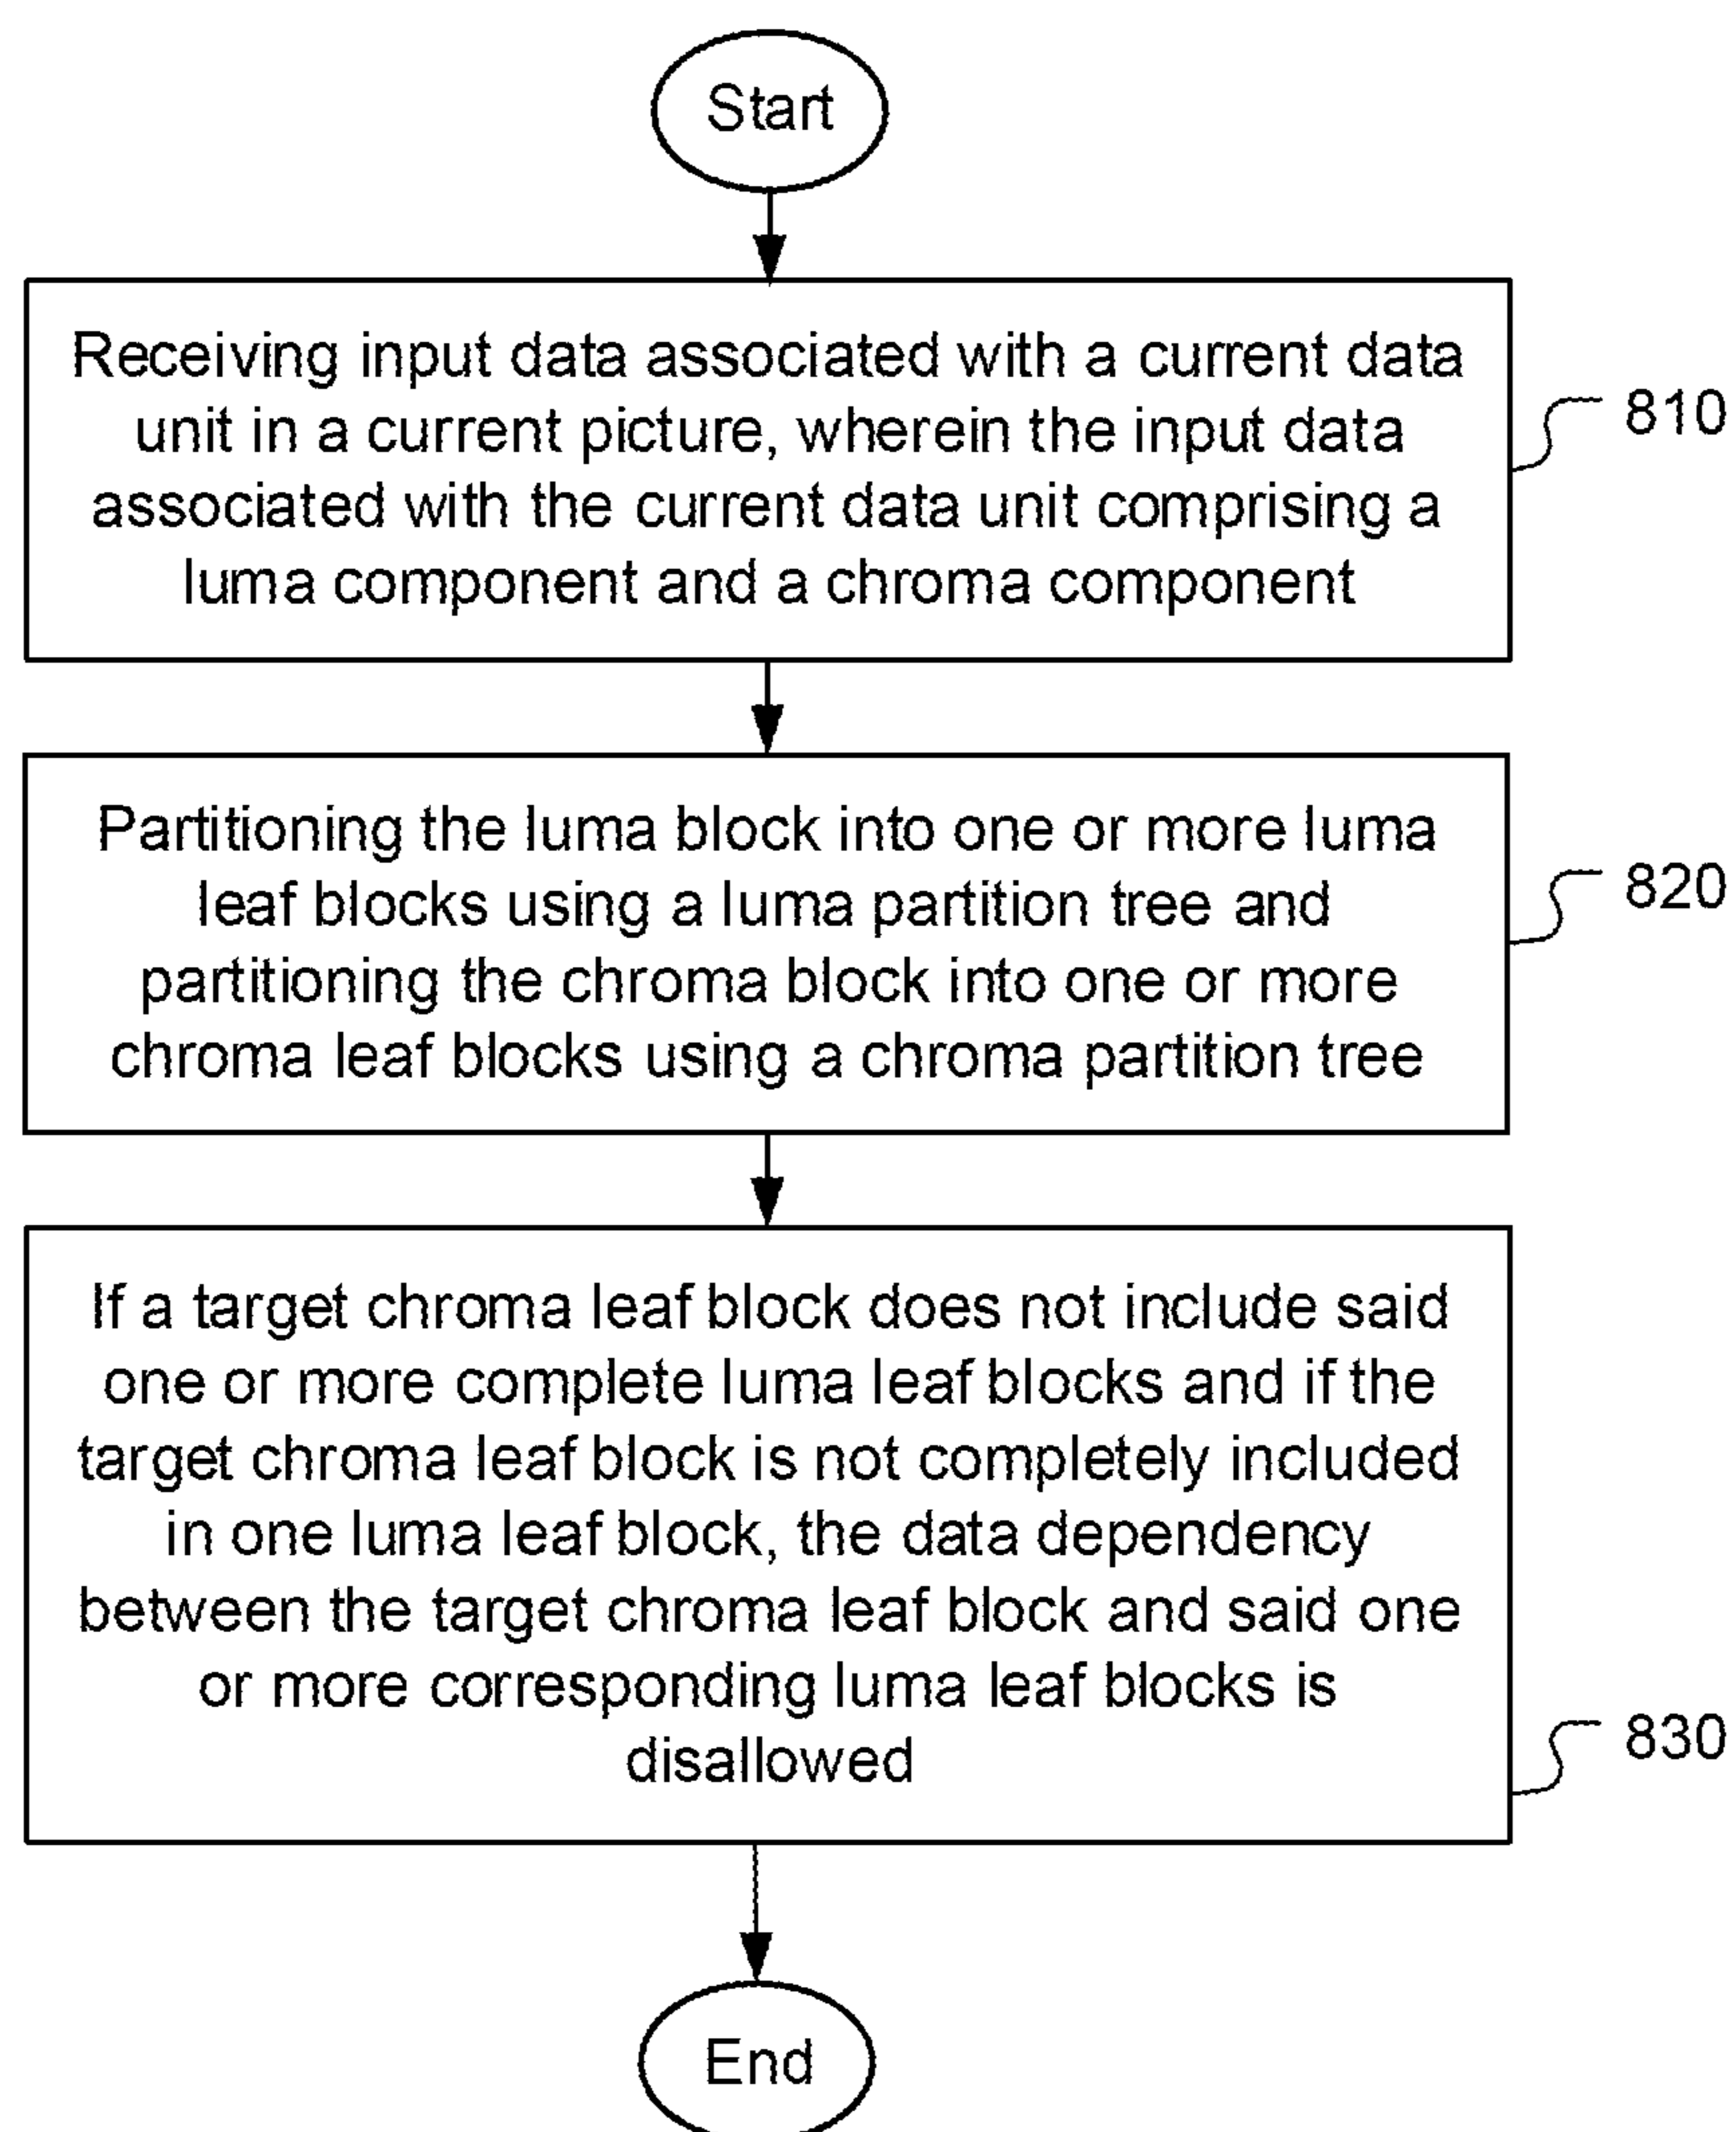 Start
Receiving input data associated with a current data
unit in a current picture, wherein the input data
associated with the current data unit comprising a
luma component and a chroma component
810
Partitioning the luma block into one or more luma
leaf blocks using a luma partition tree and
partitioning the chroma block into one or more
chroma leaf blocks using a chroma partition tree
820
If a target chroma leaf block does not include said
one or more complete luma leaf blocks and if the
target chroma leaf block is not completely included
in one luma leaf block, the data dependency
between the target chroma leaf block and said one
or more corresponding luma leaf blocks is
disallowed
830
End